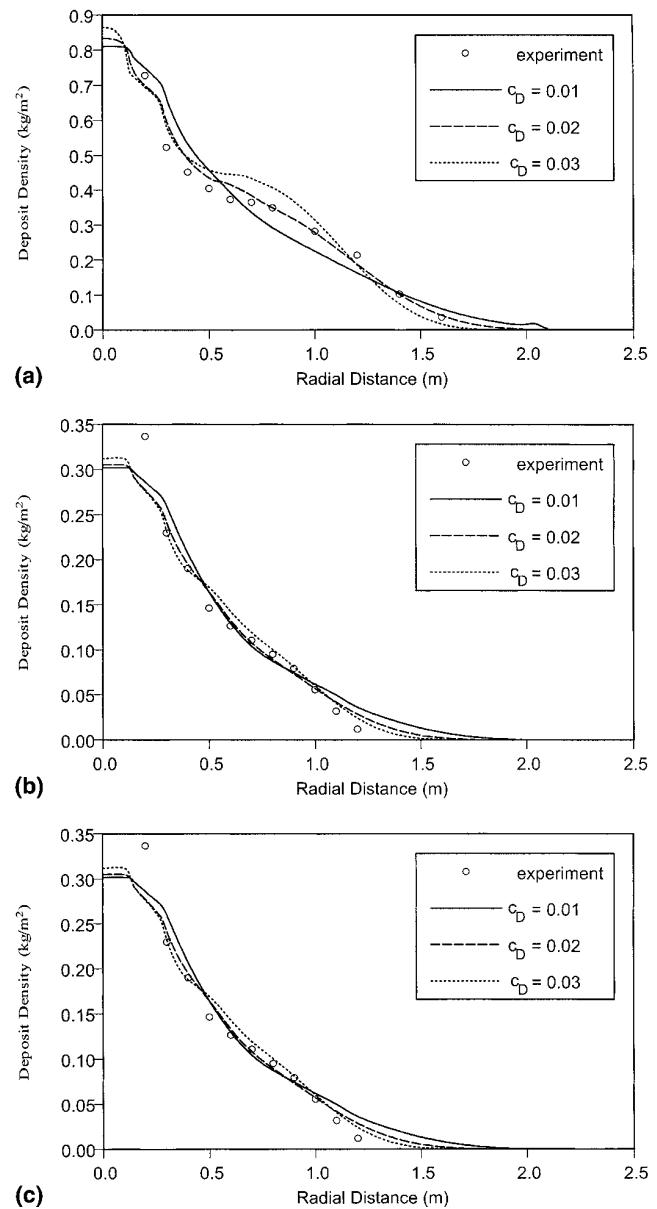 0.9
0.8
0.7
0.6
0.5
0.4
0.3
0.2
0.1
0.0
Deposit Density (kg/m²)
experiment
c_D = 0.01
c_D = 0.02
c_D = 0.03
0.0 0.5 1.0 1.5 2.0 2.5
Radial Distance (m)
(a)
0.35
0.30
0.25
0.20
0.15
0.10
0.05
0.00
Deposit Density (kg/m²)
experiment
c_D = 0.01
c_D = 0.02
c_D = 0.03
0.0 0.5 1.0 1.5 2.0 2.5
Radial Distance (m)
(b)
0.35
0.30
0.25
0.20
0.15
0.10
0.05
0.00
Deposit Density (kg/m²)
experiment
c_D = 0.01
c_D = 0.02
c_D = 0.03
0.0 0.5 1.0 1.5 2.0 2.5
Radial Distance (m)
(c)